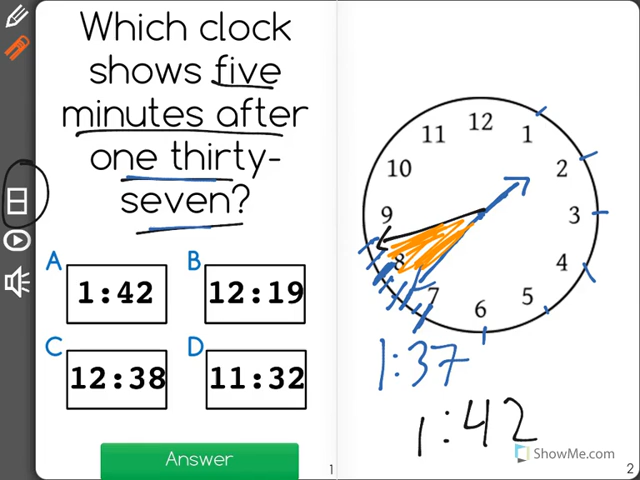 Which clock
shows five
minutes after
one thirty-
seven?
A
1:42
B
12:19
C
12:38
D
11:32
Answer
1
12
1
2
3
4
5
6
7
8
9
10
11
1:37
1:42
ShowMe.com
2